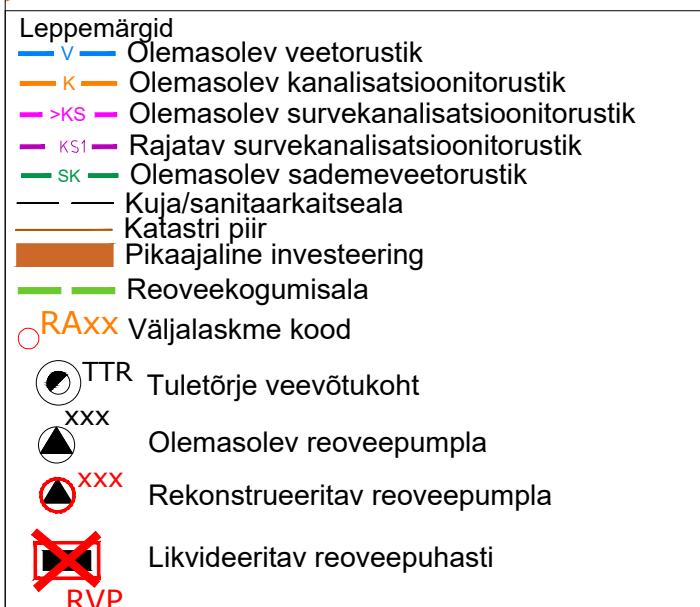 Leppemärgid
V Olemasolev veetorustik
K Olemasolev kanalisatsioonitorustik
>KS Olemasolev survekanalisatsioonitorustik
KS1 Rajatav survekanalisatsioonitorustik
SK Olemasolev sademeveetorustik
Kuja/sanitaarkaitseala
Katastri piir
Pikaajaline investeering
Reoveekogumisala
RAxx Väljalaskme kood
TTR Tuletõrje veevõtukoht
xxx
Olemasolev reoveepumpla
xxx
Rekonstrueeritav reoveepumpla
Likvideeritav reoveepuhasti
RVP